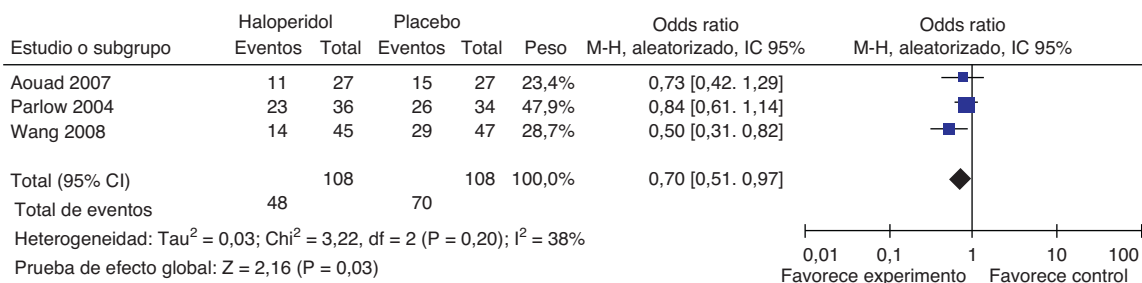 Haloperidol Placebo Odds ratio Odds ratio
Estudio o subgrupo Eventos Total Eventos Total Peso M-H, aleatorizado, IC 95% M-H, aleatorizado, IC 95%
Aouad 2007 11 27 15 27 23,4% 0,73 [0,42. 1,29]
Parlow 2004 23 36 26 34 47,9% 0,84 [0,61. 1,14]
Wang 2008 14 45 29 47 28,7% 0,50 [0,31. 0,82]
Total (95% CI) 108 108 100,0% 0,70 [0,51. 0,97]
Total de eventos 48 70
Heterogeneidad: Tau² = 0,03; Chi² = 3,22, df = 2 (P = 0,20); I² = 38%
Prueba de efecto global: Z = 2,16 (P = 0,03)
0,01 0,1 1 10 100
Favorece experimento Favorece control